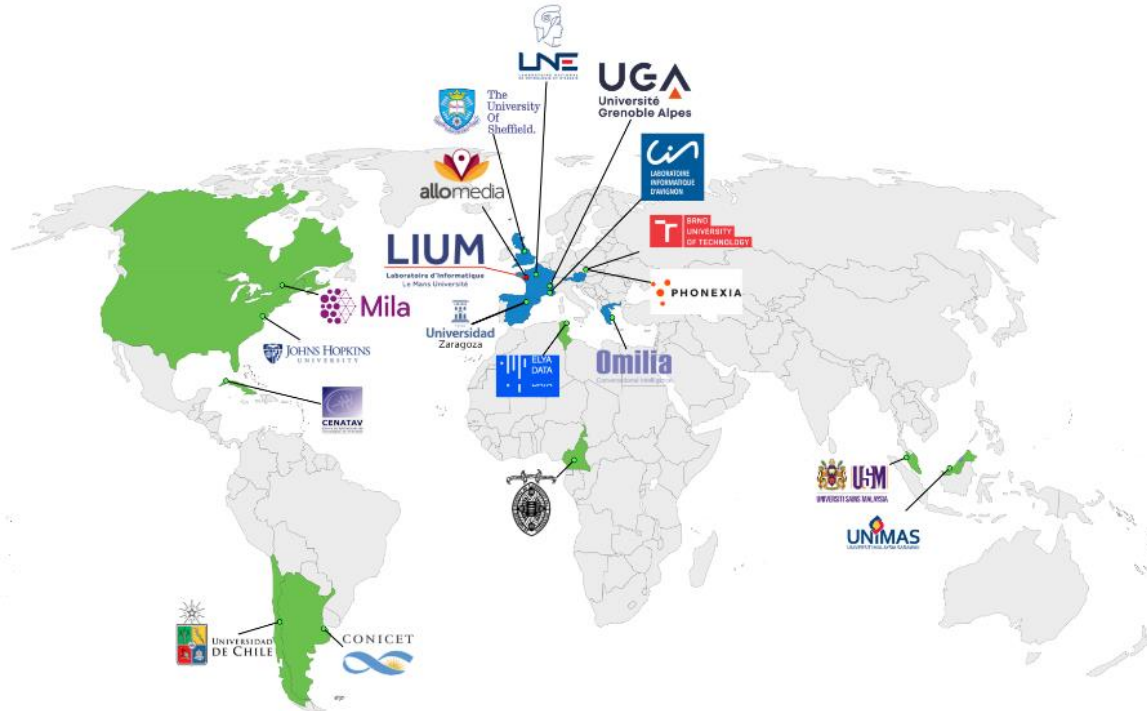 LNE
UGA
Université
Grenoble Alpes
The
University
Of
Sheffield.
LABORATOIRE
INFORMATIQUE
D'AVIGNON
allomedia
BRNO
UNIVERSITY
OF TECHNOLOGY
LIUM
Laboratoire d'Informatique
Le Mans Université
PHONEXIA
Mila
Universidad
Zaragoza
JOHNS HOPKINS
UNIVERSITY
ELYA
DATA
Omilia
Conversational Intelligence
CENATAV
USM
UNIVERSITI SAINS MALAYSIA
UNIMAS
UNIVERSIDAD
DE CHILE
CONICET